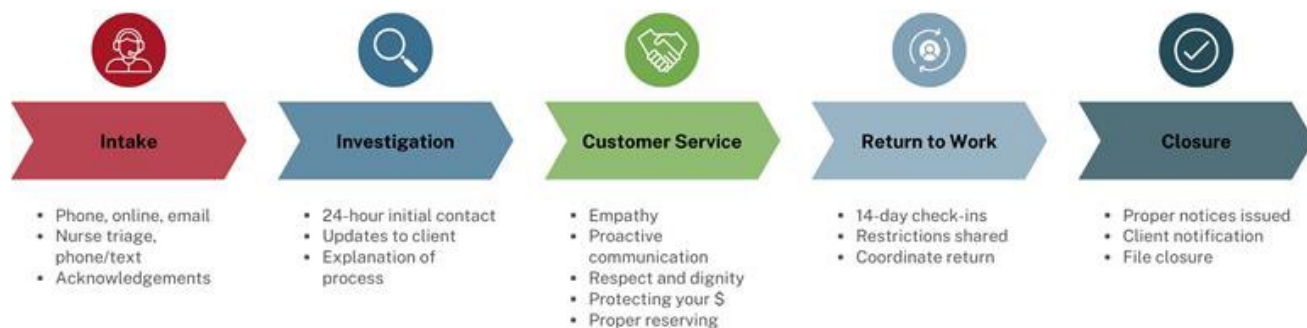 Intake
Investigation
Customer Service
Return to Work
Closure
▪ Phone, online, email
▪ Nurse triage,
phone/text
▪ Acknowledgements
▪ 24-hour initial contact
▪ Updates to client
▪ Explanation of
process
▪ Empathy
▪ Proactive
communication
▪ Respect and dignity
▪ Protecting your $
▪ Proper reserving
▪ 14-day check-ins
▪ Restrictions shared
▪ Coordinate return
▪ Proper notices issued
▪ Client notification
▪ File closure